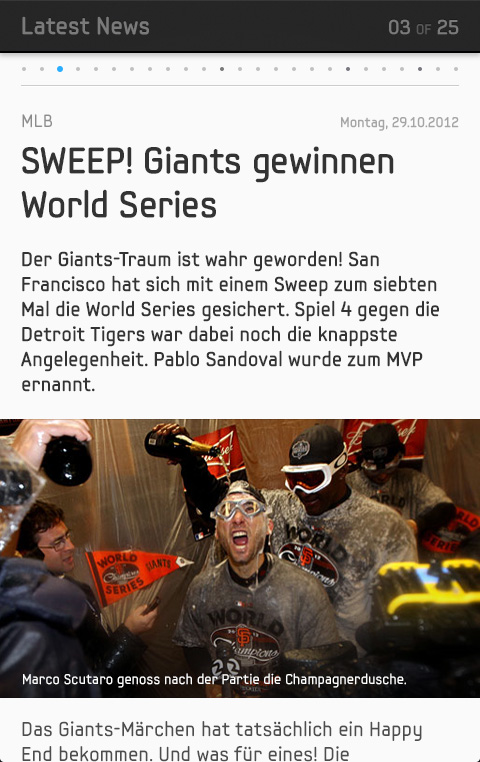 Latest News
03 OF 25
MLB
Montag, 29.10.2012
SWEEP! Giants gewinnen
World Series
Der Giants-Traum ist wahr geworden! San
Francisco hat sich mit einem Sweep zum siebten
Mal die World Series gesichert. Spiel 4 gegen die
Detroit Tigers war dabei noch die knappste
Angelegenheit. Pablo Sandoval wurde zum MVP
ernannt.
WORLD
SERIES
GIANTS
WORLD
SF
Marco Scutaro genoss nach der Partie die Champagnerdusche.
Das Giants-Märchen hat tatsächlich ein Happy
End bekommen. Und was für eines! Die